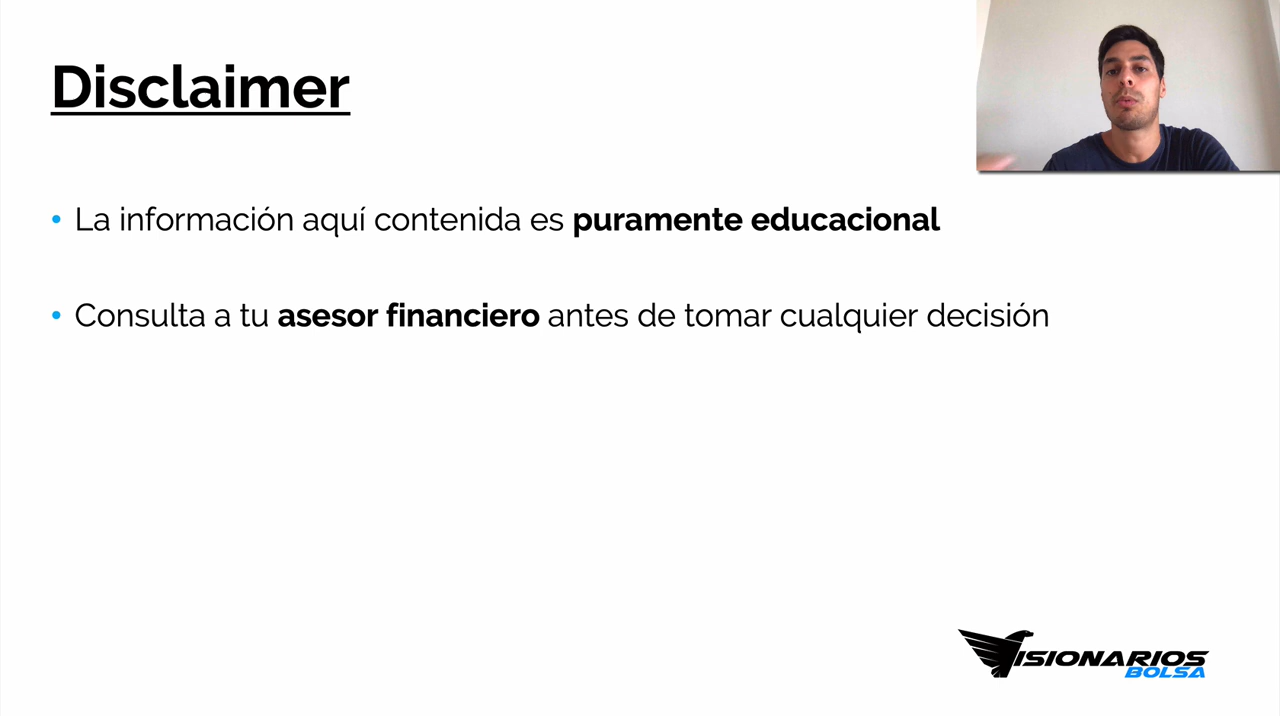 Disclaimer
• La información aquí contenida es puramente educacional
• Consulta a tu asesor financiero antes de tomar cualquier decisión
VISIONARIOS
BOLSA